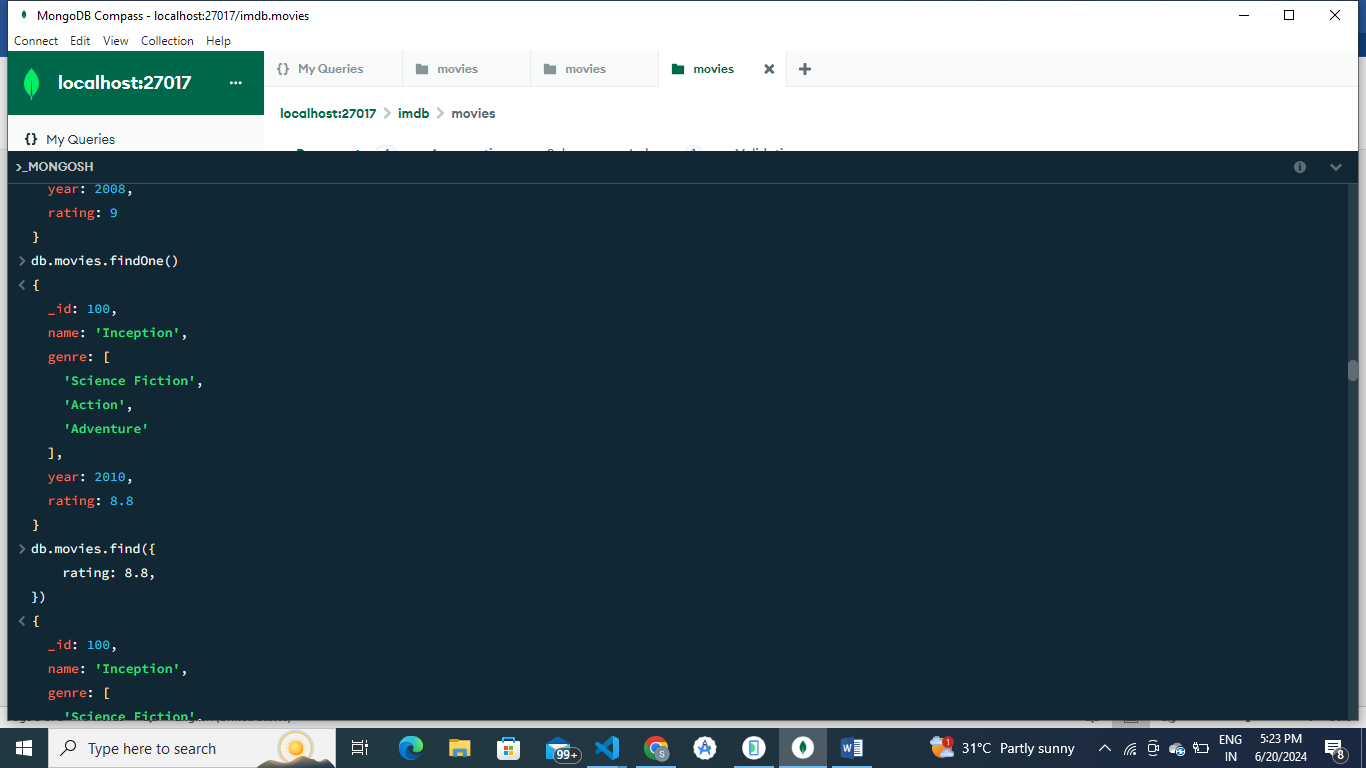 MongoDB Compass - localhost:27017/imdb.movies
Connect Edit View Collection Help
localhost:27017 ...
{} My Queries
movies
movies
movies
localhost:27017 > imdb > movies
{} My Queries
>_MONGOSH
year: 2008,
rating: 9
}
> db.movies.findOne()
< {
_id: 100,
name: 'Inception',
genre: [
'Science Fiction',
'Action',
'Adventure'
],
year: 2010,
rating: 8.8
}
> db.movies.find({
rating: 8.8,
})
< {
_id: 100,
name: 'Inception',
genre: [
'Science Fiction',
Type here to search
99+
31°C Partly sunny
1
ENG
IN
5:23 PM
6/20/2024
8